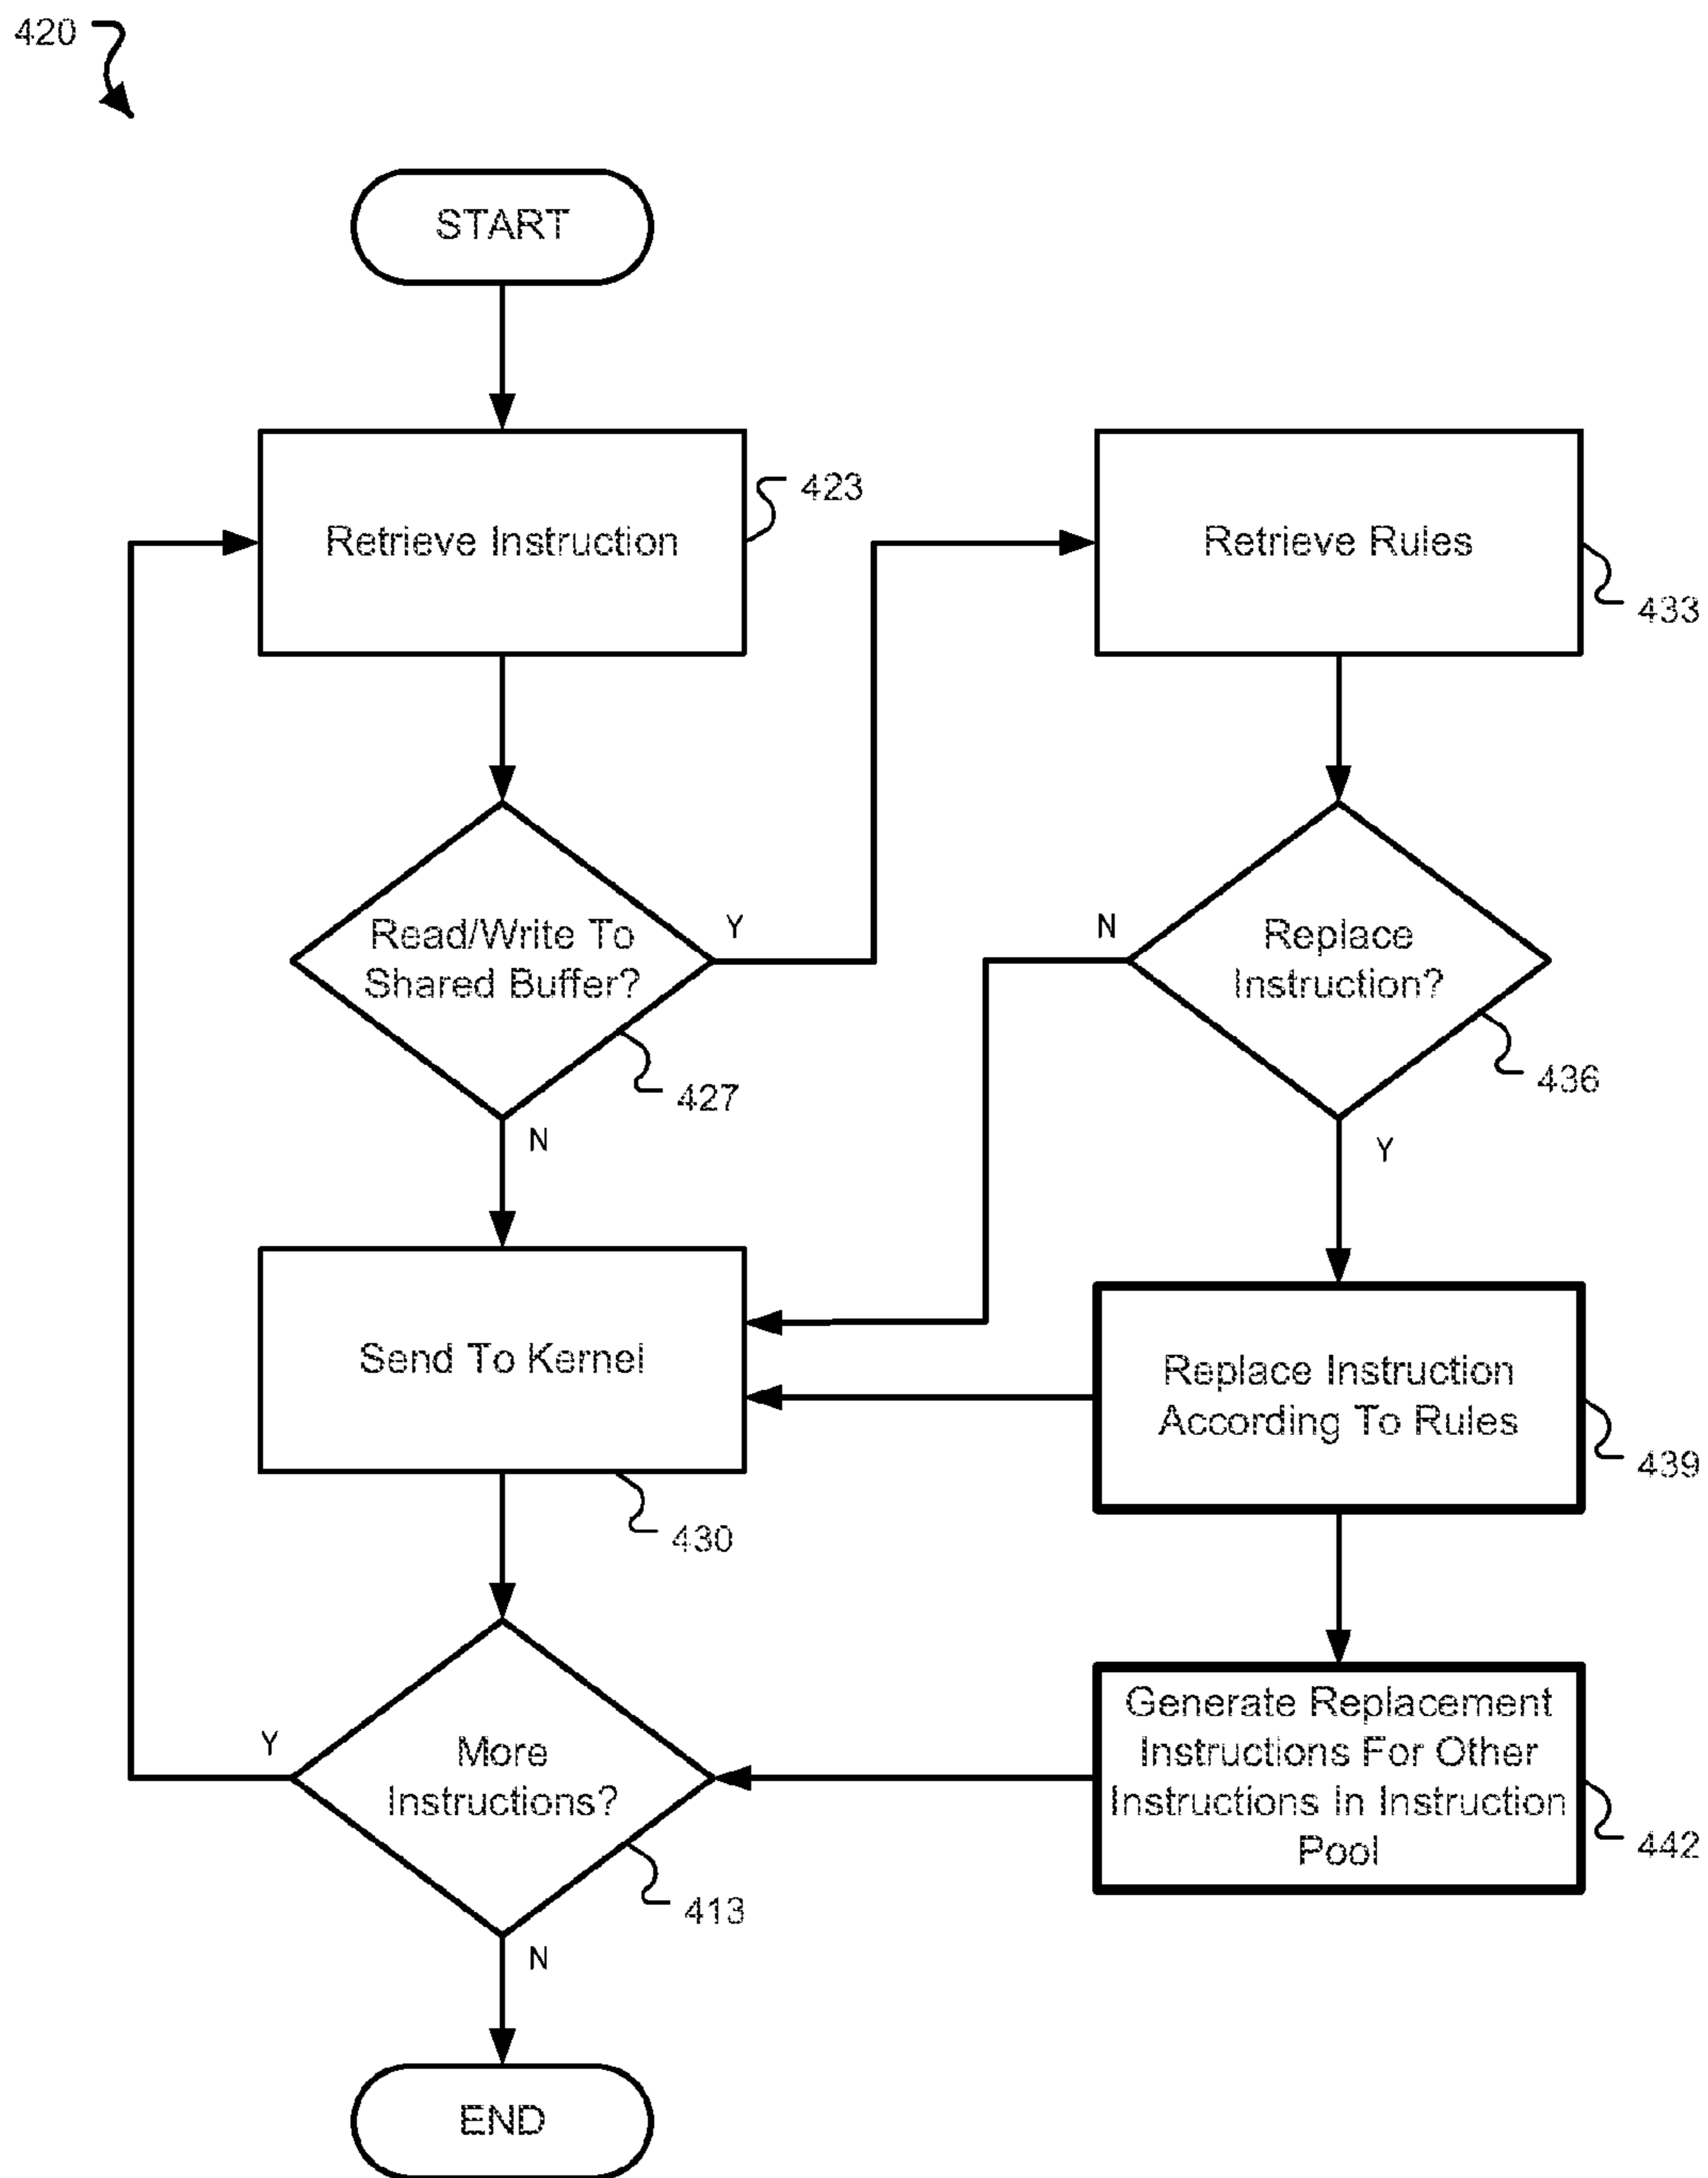 420
START
Retrieve Instruction
423
Retrieve Rules
433
Read/Write To
Shared Buffer?
Y
N
427
Replace
Instruction?
N
Y
436
Send To Kernel
430
Replace Instruction
According To Rules
439
More
Instructions?
Y
N
413
Generate Replacement
Instructions For Other
Instructions In Instruction
Pool
442
END